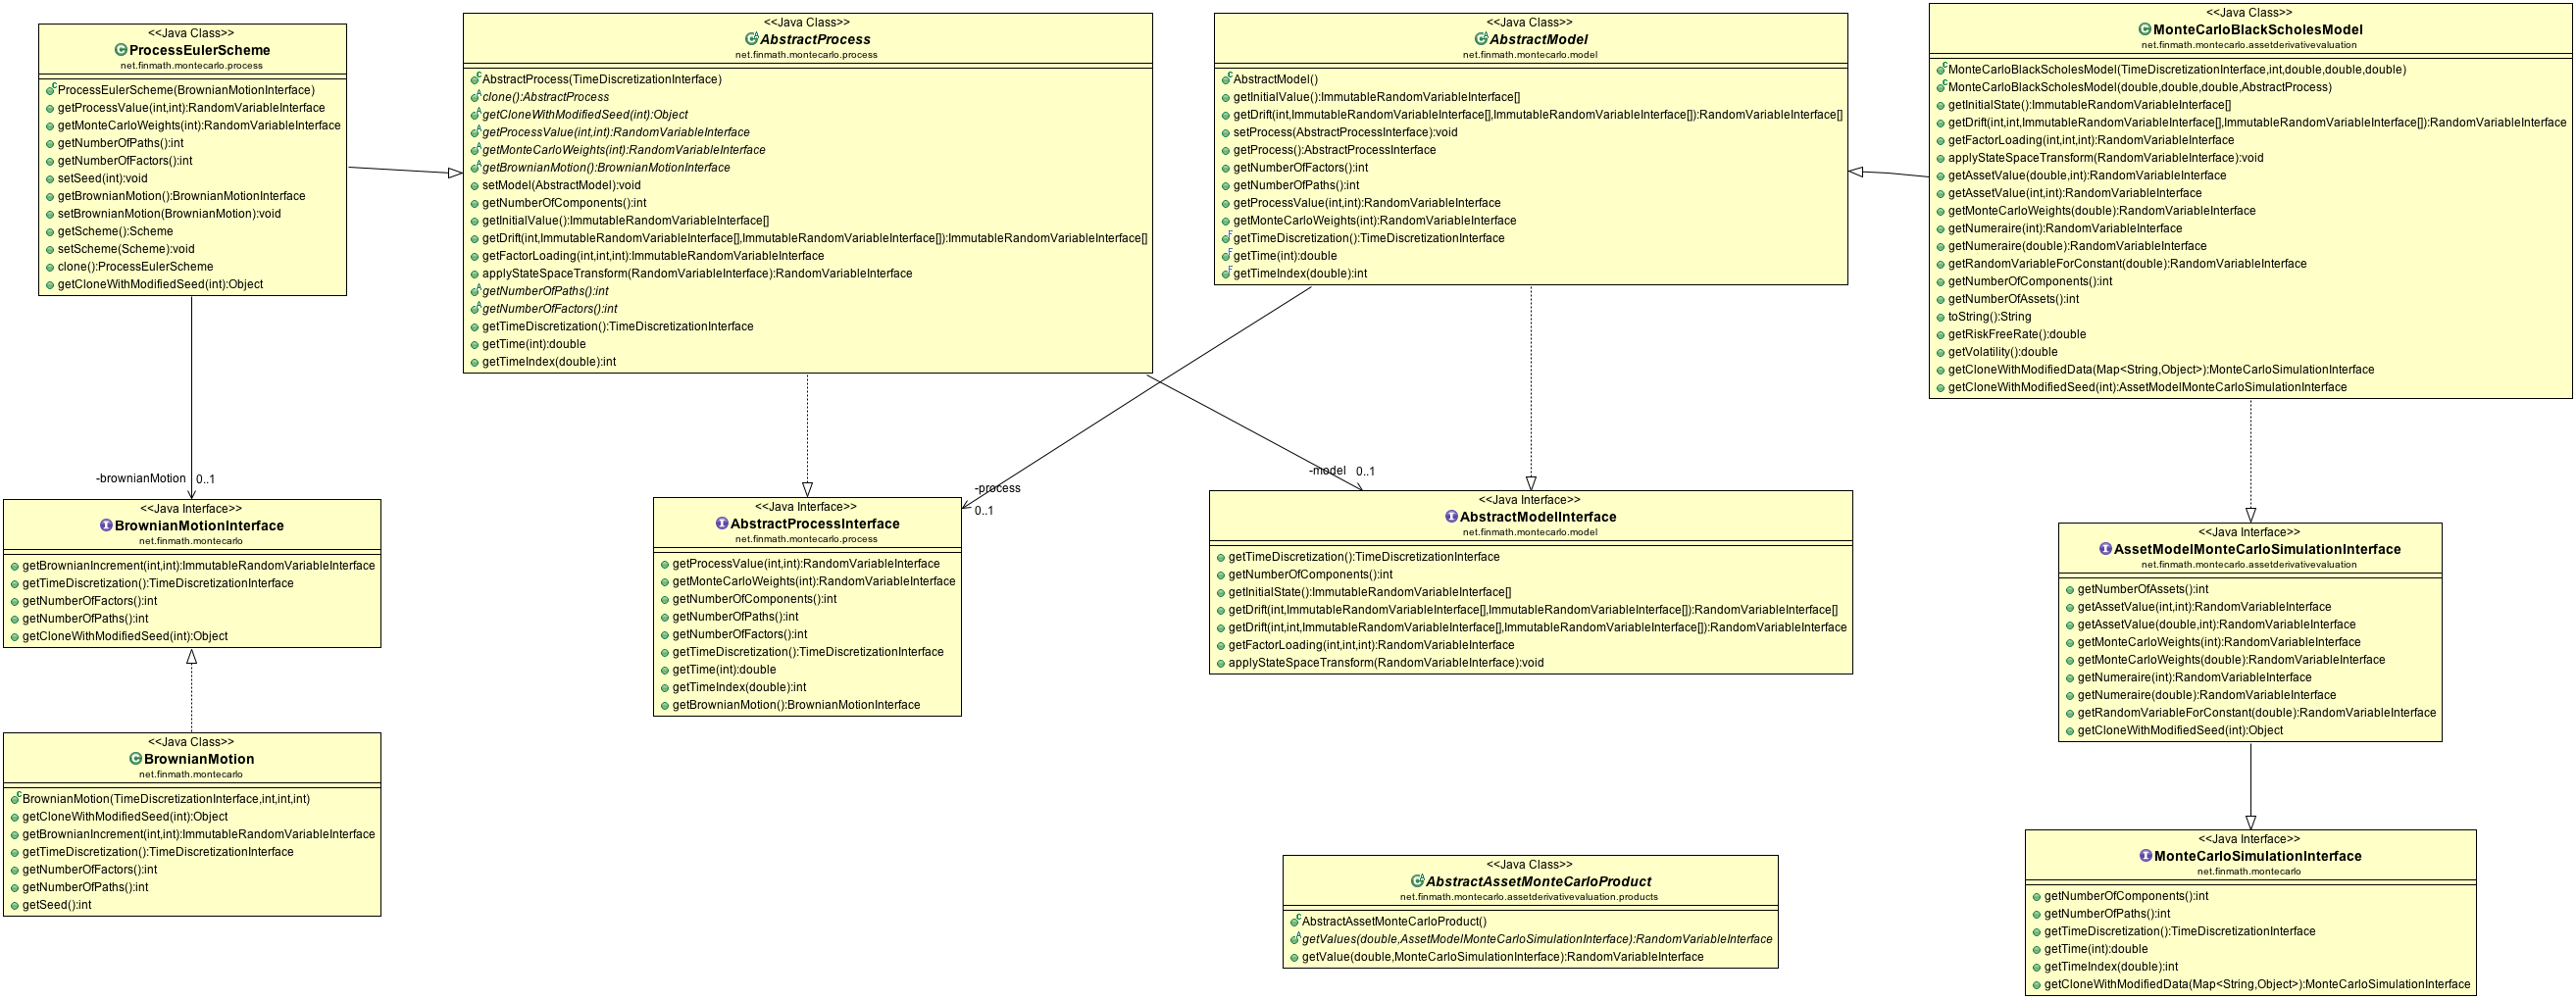 <<Java Class>>
ProcessEulerScheme
net.finmath.montecarlo.process
ProcessEulerScheme(BrownianMotionInterface)
getProcessValue(int,int):RandomVariableInterface
getMonteCarloWeights(int):RandomVariableInterface
getNumberOfPaths():int
getNumberOfFactors():int
setSeed(int):void
getBrownianMotion():BrownianMotionInterface
setBrownianMotion(BrownianMotion):void
getScheme():Scheme
setScheme(Scheme):void
clone():ProcessEulerScheme
getCloneWithModifiedSeed(int):Object
<<Java Class>>
AbstractProcess
net.finmath.montecarlo.process
AbstractProcess(TimeDiscretizationInterface)
clone():AbstractProcess
getCloneWithModifiedSeed(int):Object
getProcessValue(int,int):RandomVariableInterface
getMonteCarloWeights(int):RandomVariableInterface
getBrownianMotion():BrownianMotionInterface
setModel(AbstractModel):void
getNumberOfComponents():int
getInitialValue():ImmutableRandomVariableInterface[]
getDrift(int,ImmutableRandomVariableInterface[],ImmutableRandomVariableInterface[]):ImmutableRandomVariableInterface[]
getFactorLoading(int,int,int):ImmutableRandomVariableInterface
applyStateSpaceTransform(RandomVariableInterface):RandomVariableInterface
getNumberOfPaths():int
getNumberOfFactors():int
getTimeDiscretization():TimeDiscretizationInterface
getTime(int):double
getTimeIndex(double):int
<<Java Class>>
AbstractModel
net.finmath.montecarlo.model
AbstractModel()
getInitialValue():ImmutableRandomVariableInterface[]
getDrift(int,ImmutableRandomVariableInterface[],ImmutableRandomVariableInterface[]):RandomVariableInterface[]
setProcess(AbstractProcessInterface):void
getProcess():AbstractProcessInterface
getNumberOfFactors():int
getNumberOfPaths():int
getProcessValue(int,int):RandomVariableInterface
getMonteCarloWeights(int):RandomVariableInterface
getTimeDiscretization():TimeDiscretizationInterface
getTime(int):double
getTimeIndex(double):int
<<Java Class>>
MonteCarloBlackScholesModel
net.finmath.montecarlo.assetderivativevaluation
MonteCarloBlackScholesModel(TimeDiscretizationInterface,int,double,double,double)
MonteCarloBlackScholesModel(double,double,double,AbstractProcess)
getInitialState():ImmutableRandomVariableInterface[]
getDrift(int,int,ImmutableRandomVariableInterface[],ImmutableRandomVariableInterface[]):RandomVariableInterface
getFactorLoading(int,int,int):RandomVariableInterface
applyStateSpaceTransform(RandomVariableInterface):void
getAssetValue(double,int):RandomVariableInterface
getAssetValue(int,int):RandomVariableInterface
getMonteCarloWeights(double):RandomVariableInterface
getNumeraire(int):RandomVariableInterface
getNumeraire(double):RandomVariableInterface
getRandomVariableForConstant(double):RandomVariableInterface
getNumberOfComponents():int
getNumberOfAssets():int
toString():String
getRiskFreeRate():double
getVolatility():double
getCloneWithModifiedData(Map<String,Object>):MonteCarloSimulationInterface
getCloneWithModifiedSeed(int):AssetModelMonteCarloSimulationInterface
-brownianMotion 0..1
-process
0..1
-model 0..1
<<Java Interface>>
BrownianMotionInterface
net.finmath.montecarlo
getBrownianIncrement(int,int):ImmutableRandomVariableInterface
getTimeDiscretization():TimeDiscretizationInterface
getNumberOfFactors():int
getNumberOfPaths():int
getCloneWithModifiedSeed(int):Object
<<Java Interface>>
AbstractProcessInterface
net.finmath.montecarlo.process
getProcessValue(int,int):RandomVariableInterface
getMonteCarloWeights(int):RandomVariableInterface
getNumberOfComponents():int
getNumberOfPaths():int
getNumberOfFactors():int
getTimeDiscretization():TimeDiscretizationInterface
getTime(int):double
getTimeIndex(double):int
getBrownianMotion():BrownianMotionInterface
<<Java Interface>>
AbstractModelInterface
net.finmath.montecarlo.model
getTimeDiscretization():TimeDiscretizationInterface
getNumberOfComponents():int
getInitialState():ImmutableRandomVariableInterface[]
getDrift(int,ImmutableRandomVariableInterface[],ImmutableRandomVariableInterface[]):RandomVariableInterface[]
getDrift(int,int,ImmutableRandomVariableInterface[],ImmutableRandomVariableInterface[]):RandomVariableInterface
getFactorLoading(int,int,int):RandomVariableInterface
applyStateSpaceTransform(RandomVariableInterface):void
<<Java Interface>>
AssetModelMonteCarloSimulationInterface
net.finmath.montecarlo.assetderivativevaluation
getNumberOfAssets():int
getAssetValue(int,int):RandomVariableInterface
getAssetValue(double,int):RandomVariableInterface
getMonteCarloWeights(int):RandomVariableInterface
getMonteCarloWeights(double):RandomVariableInterface
getNumeraire(int):RandomVariableInterface
getNumeraire(double):RandomVariableInterface
getRandomVariableForConstant(double):RandomVariableInterface
getCloneWithModifiedSeed(int):Object
<<Java Class>>
BrownianMotion
net.finmath.montecarlo
BrownianMotion(TimeDiscretizationInterface,int,int,int)
getCloneWithModifiedSeed(int):Object
getBrownianIncrement(int,int):ImmutableRandomVariableInterface
getTimeDiscretization():TimeDiscretizationInterface
getNumberOfFactors():int
getNumberOfPaths():int
getSeed():int
<<Java Class>>
AbstractAssetMonteCarloProduct
net.finmath.montecarlo.assetderivativevaluation.products
AbstractAssetMonteCarloProduct()
getValues(double,AssetModelMonteCarloSimulationInterface):RandomVariableInterface
getValue(double,MonteCarloSimulationInterface):RandomVariableInterface
<<Java Interface>>
MonteCarloSimulationInterface
net.finmath.montecarlo
getNumberOfComponents():int
getNumberOfPaths():int
getTimeDiscretization():TimeDiscretizationInterface
getTime(int):double
getTimeIndex(double):int
getCloneWithModifiedData(Map<String,Object>):MonteCarloSimulationInterface